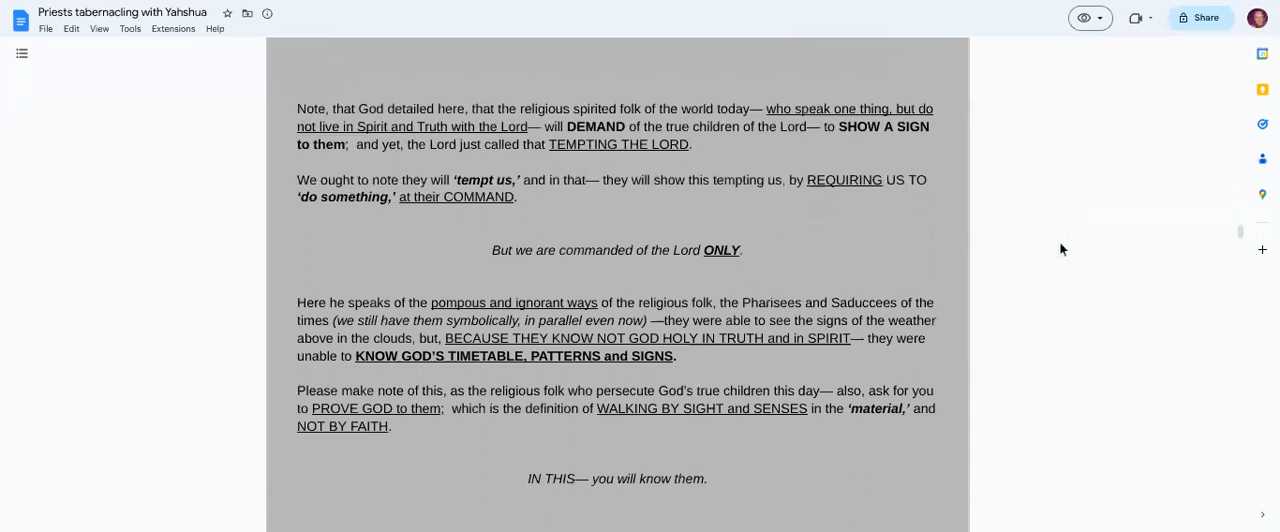 Priests tabernacling with Yahshua
File Edit View Tools Extensions Help
Share
Note, that God detailed here, that the religious spirited folk of the world today— who speak one thing, but do
not live in Spirit and Truth with the Lord— will DEMAND of the true children of the Lord— to SHOW A SIGN
to them;  and yet, the Lord just called that TEMPTING THE LORD.
We ought to note they will ‘tempt us,’ and in that— they will show this tempting us, by REQUIRING US TO
‘do something,’ at their COMMAND.
But we are commanded of the Lord ONLY.
Here he speaks of the pompous and ignorant ways of the religious folk, the Pharisees and Saduccees of the
times (we still have them symbolically, in parallel even now) —they were able to see the signs of the weather
above in the clouds, but, BECAUSE THEY KNOW NOT GOD HOLY IN TRUTH and in SPIRIT— they were
unable to KNOW GOD’S TIMETABLE, PATTERNS and SIGNS.
Please make note of this, as the religious folk who persecute God’s true children this day— also, ask for you
to PROVE GOD to them;  which is the definition of WALKING BY SIGHT and SENSES in the ‘material,’ and
NOT BY FAITH.
IN THIS— you will know them.